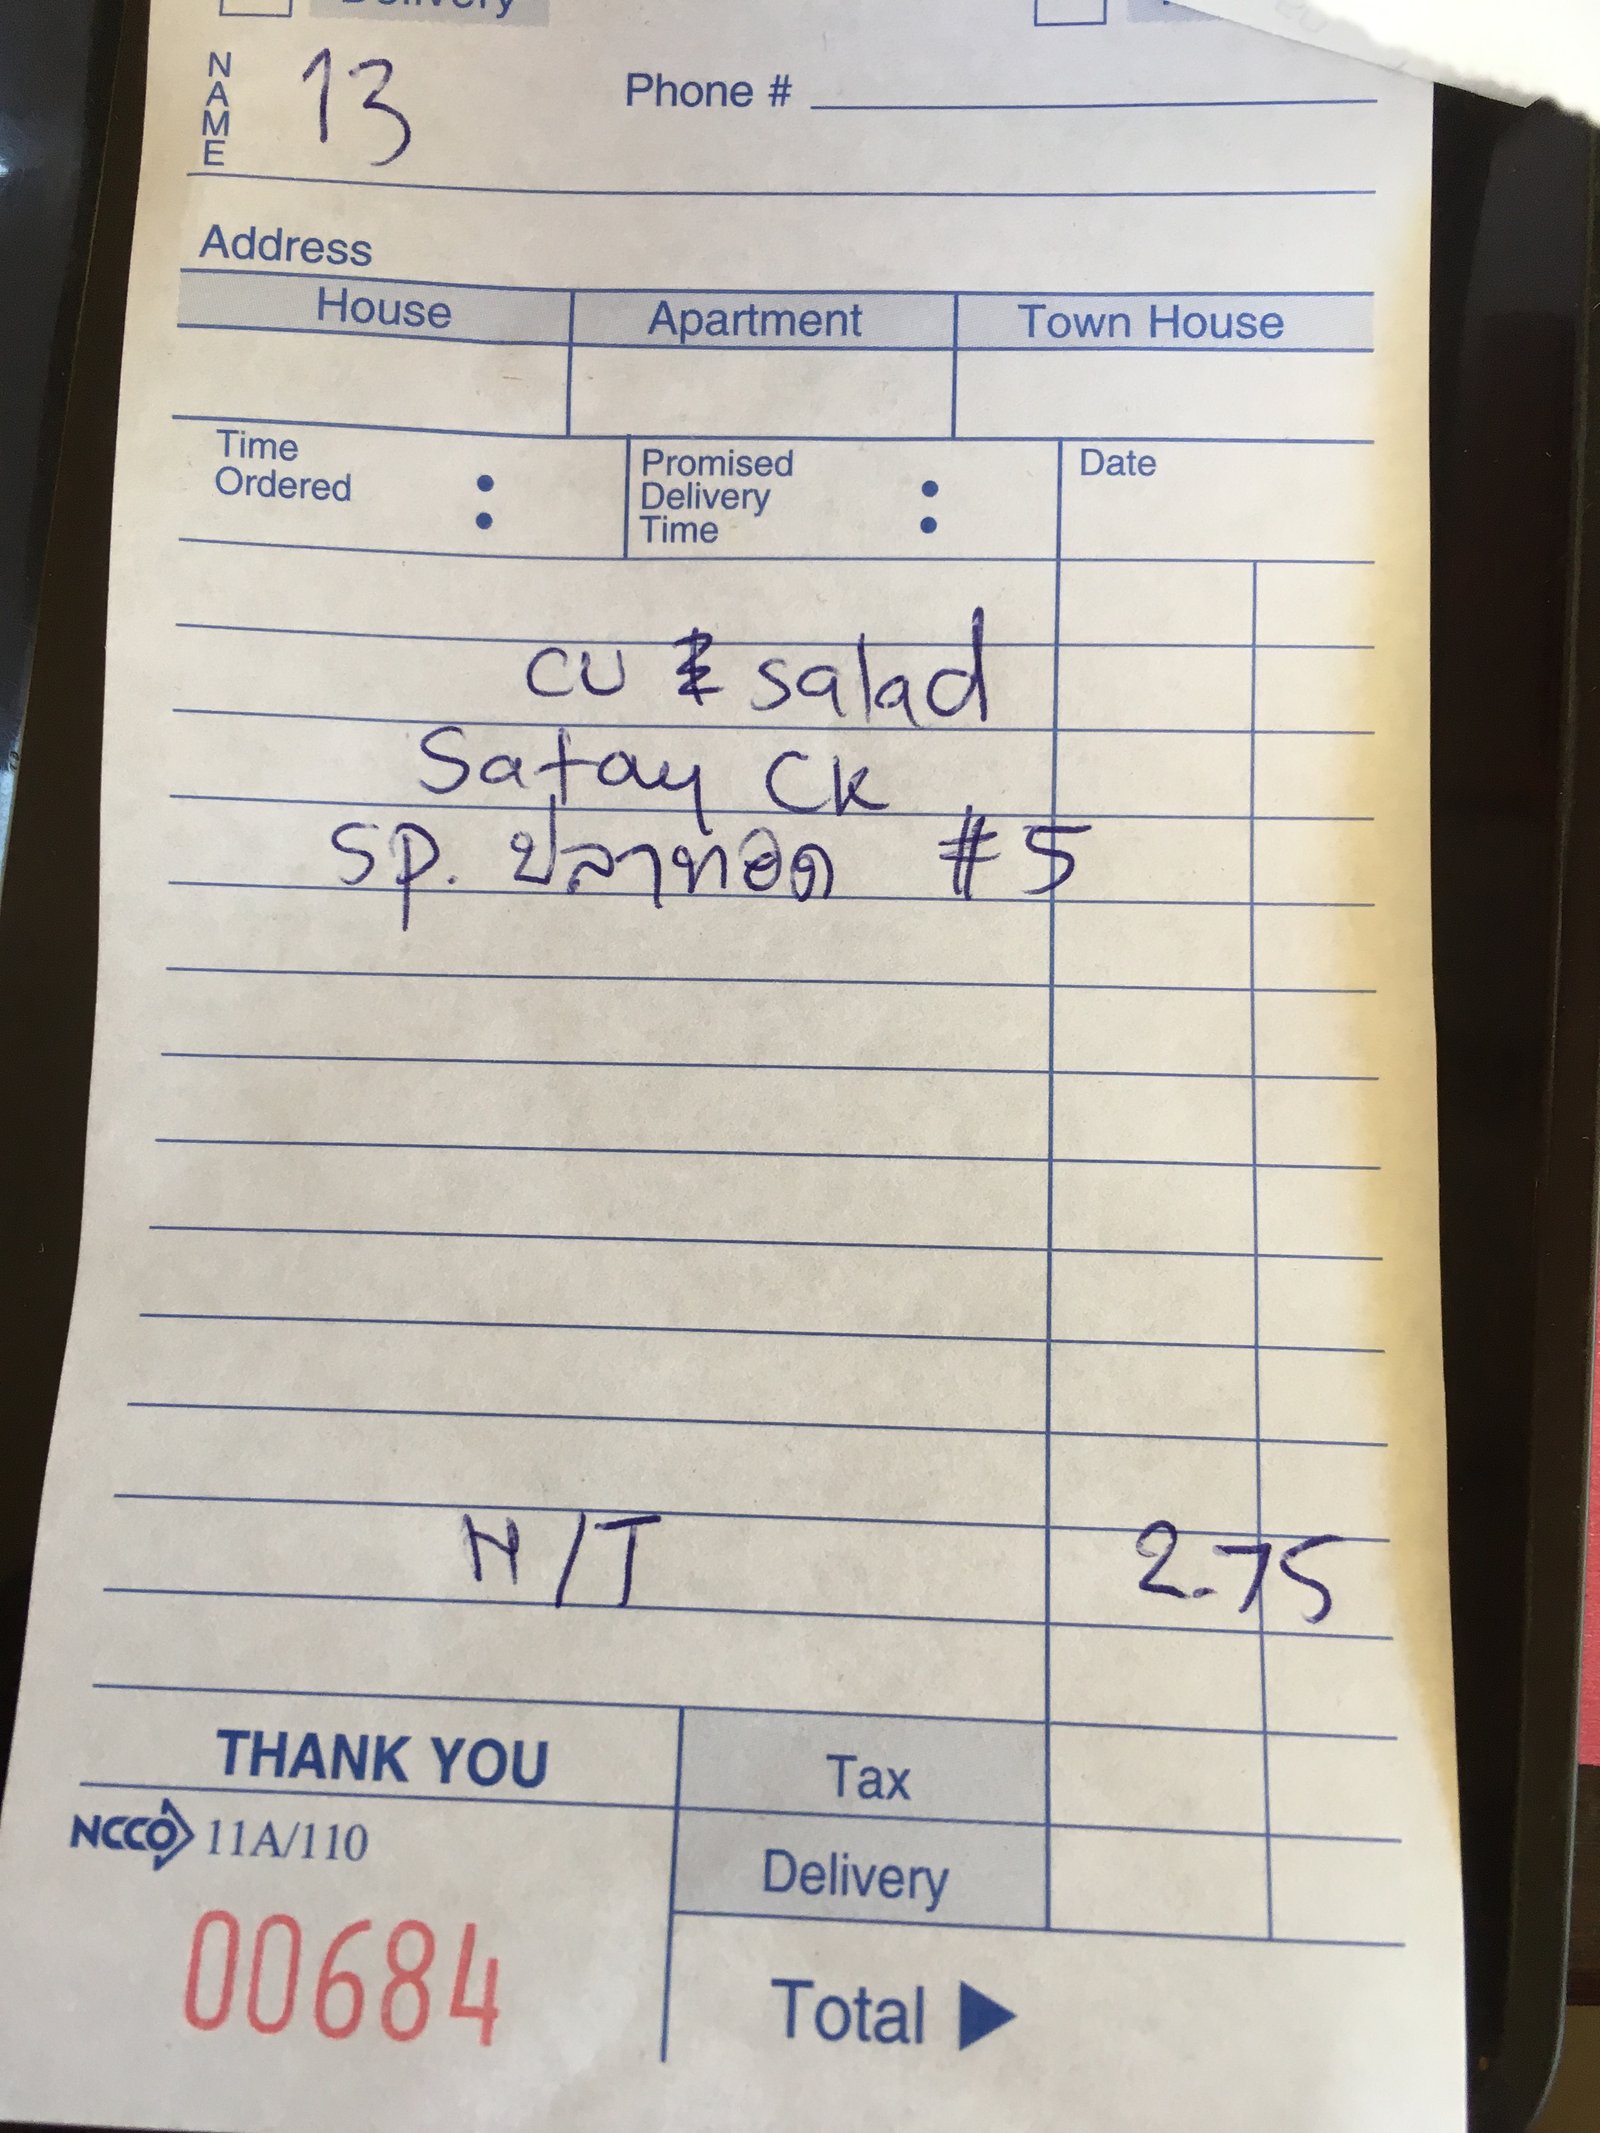 Delivery
NAME 13 Phone #
Address
House Apartment Town House
Time Ordered : Promised Delivery Time : Date
cu salad
Satay CK
SP. ปลาทอด #5
H/T 2.75
THANK YOU Tax
NCCO 11A/110
Delivery
00684
Total